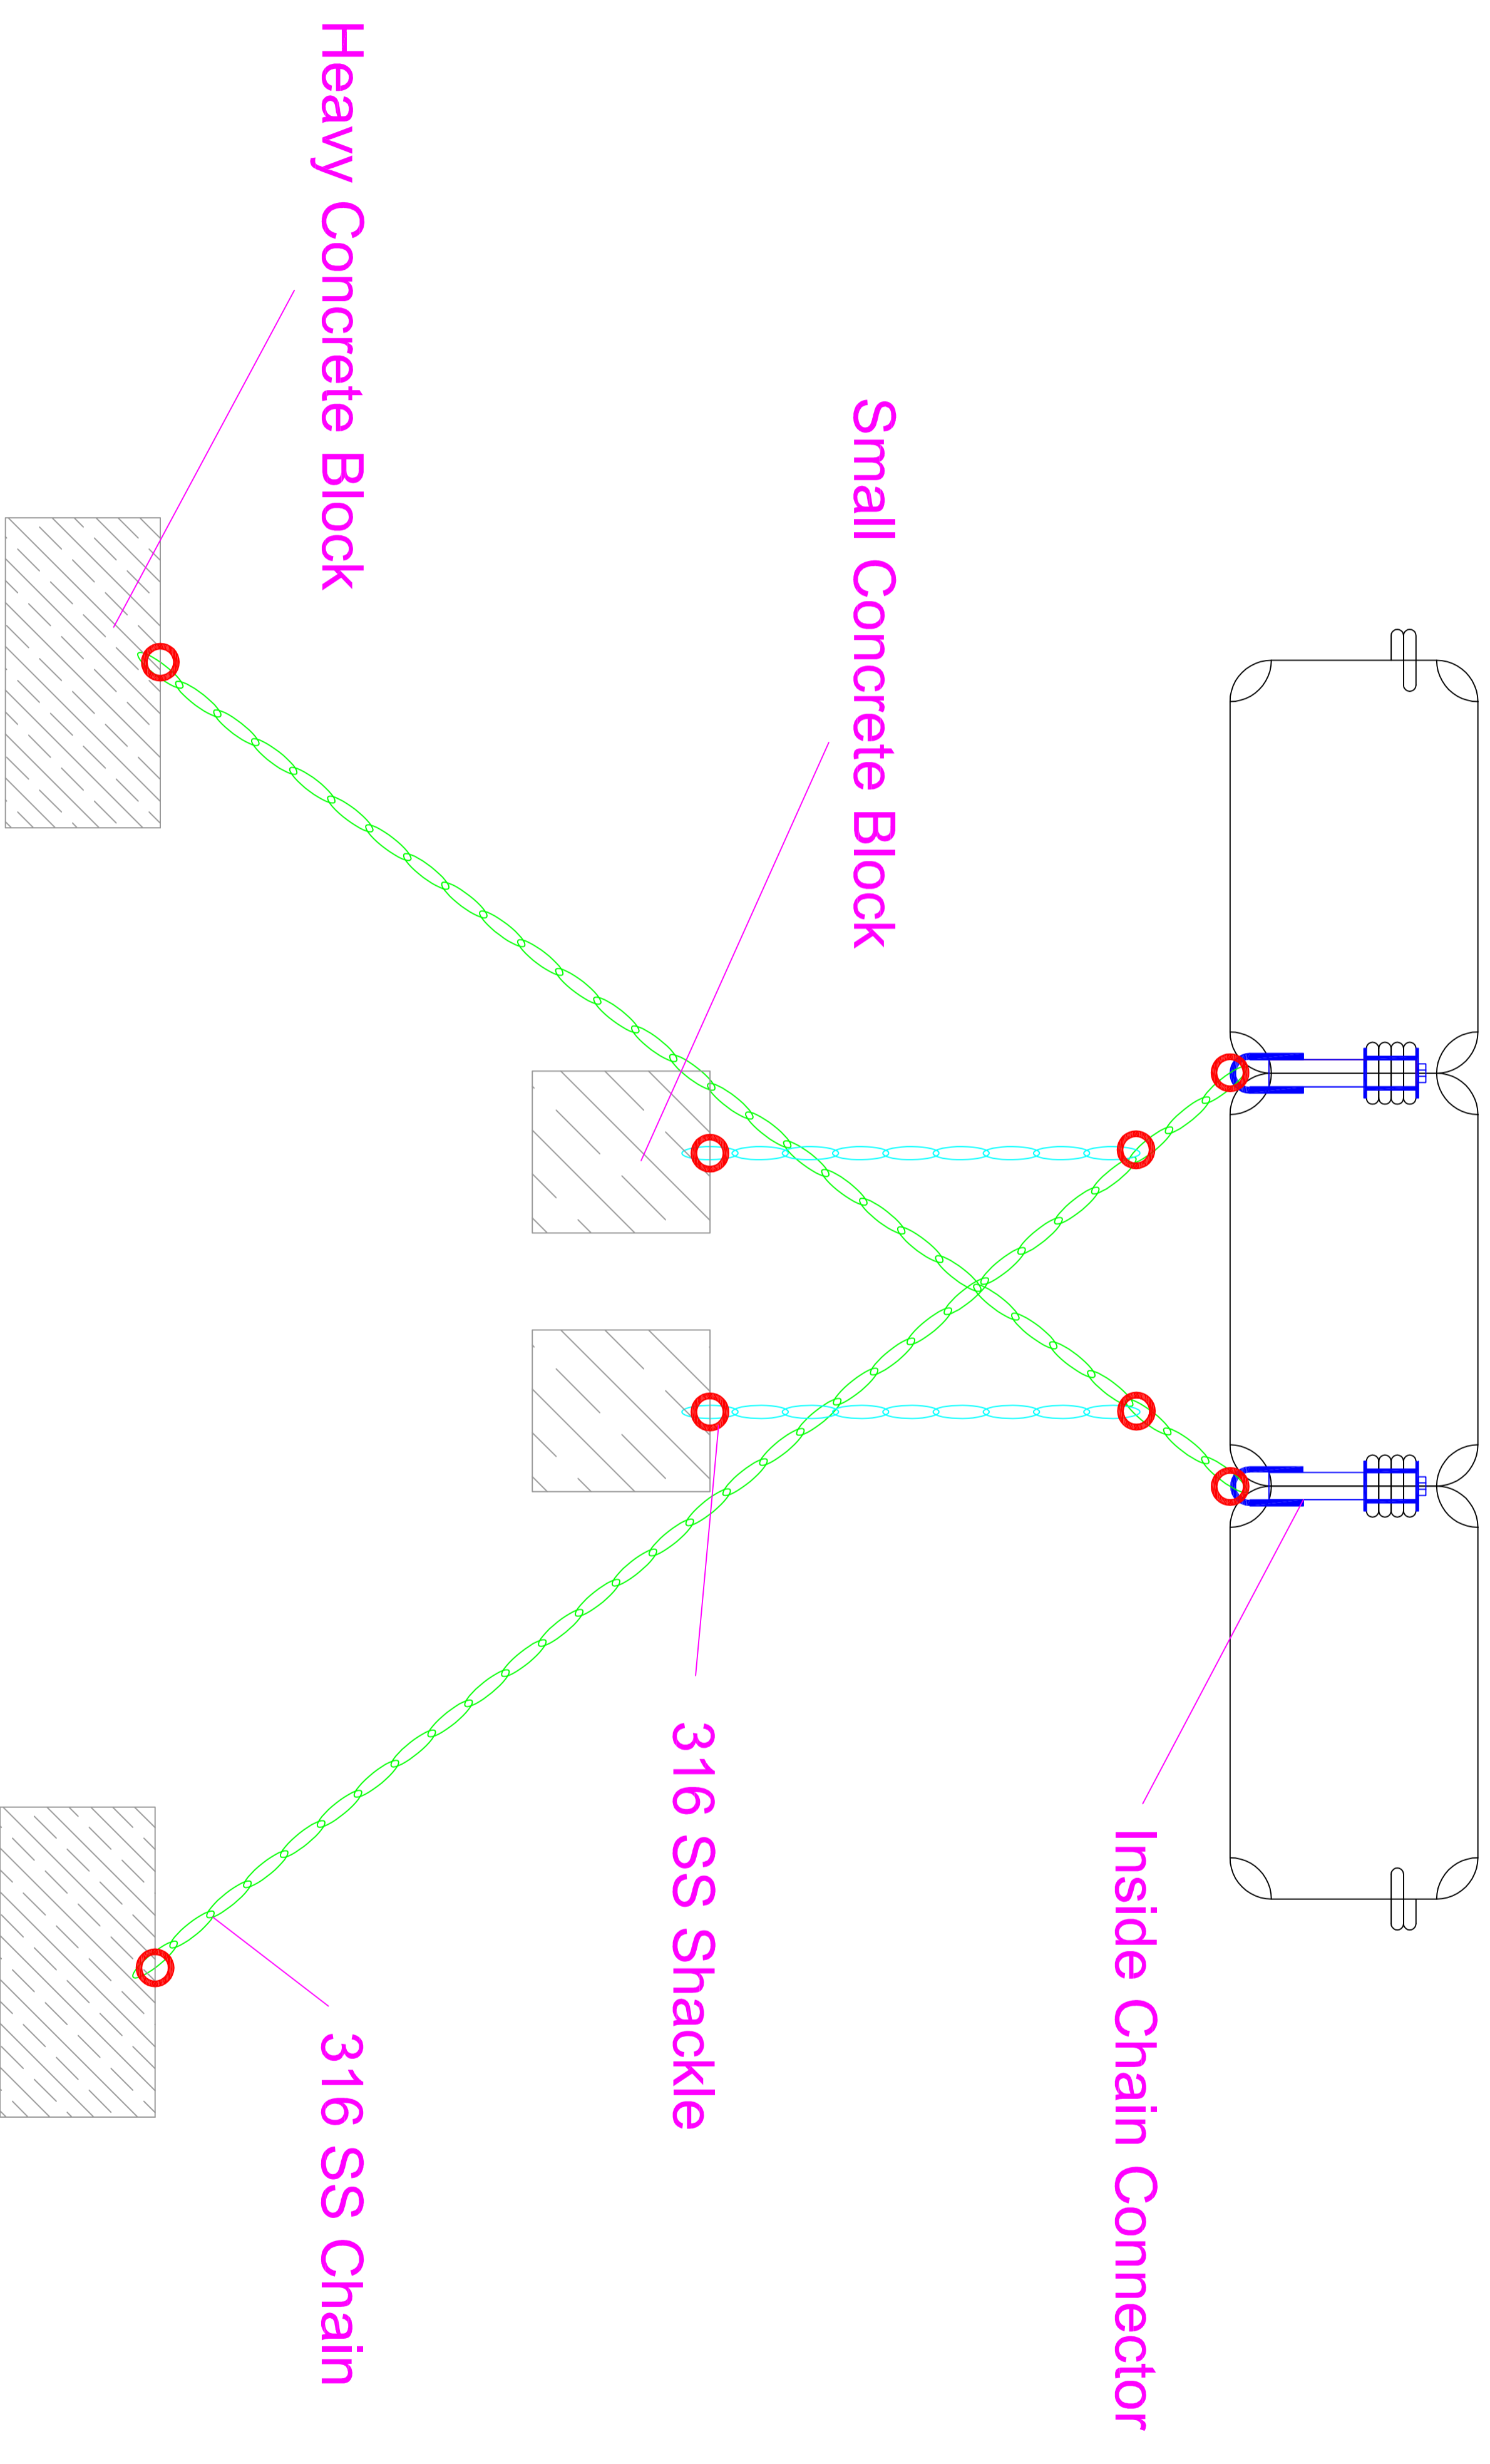 Inside Chain Connector
Small Concrete Block
316 SS Shackle
Heavy Concrete Block
316 SS Chain